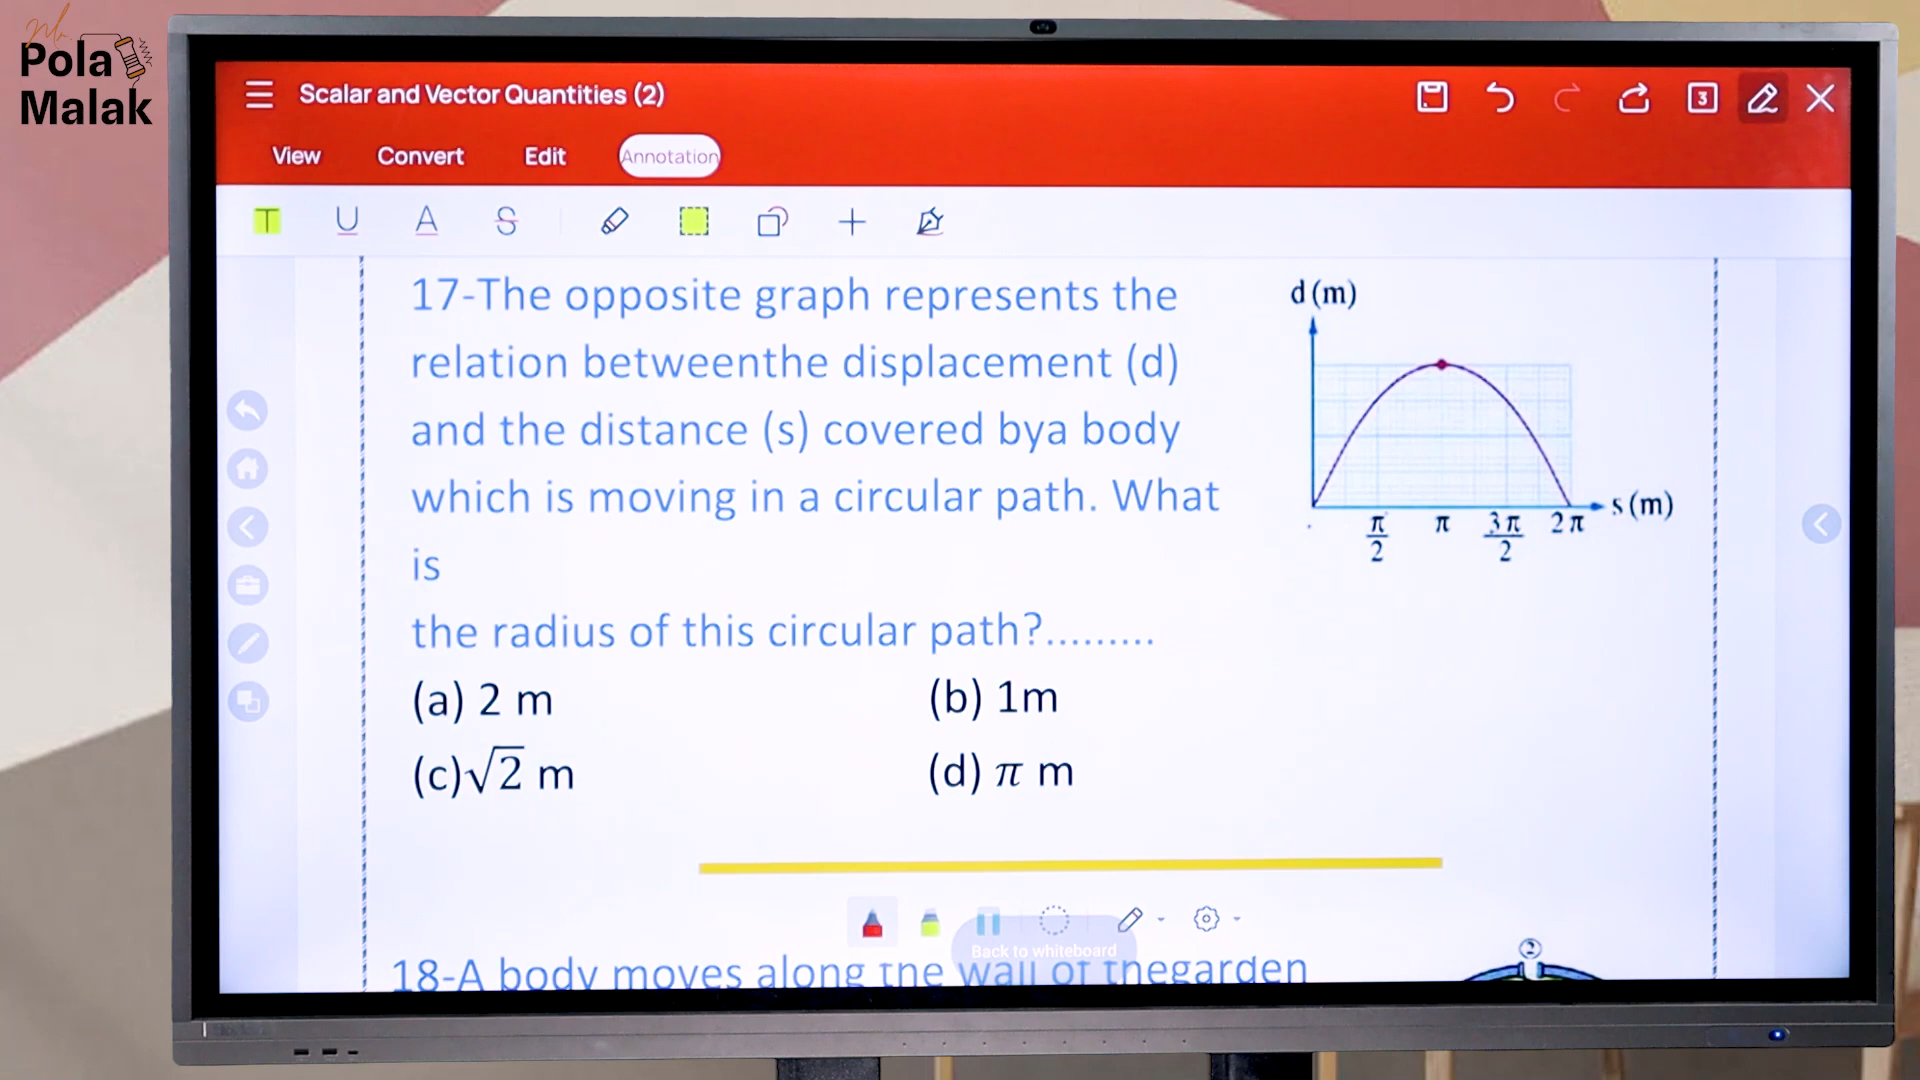 Mr.
Pola
Malak
Scalar and Vector Quantities (2)
3
View Convert Edit Annotation
T U A S
17-The opposite graph represents the
relation betweenthe displacement (d)
and the distance (s) covered bya body
which is moving in a circular path. What
is
the radius of this circular path?.........
(a) 2 m (b) 1m
(c)√2 m (d) π m
d (m)
s (m)
π/2 π 3π/2 2π
Back to whiteboard
18-A body moves along the wall of thegarden
2